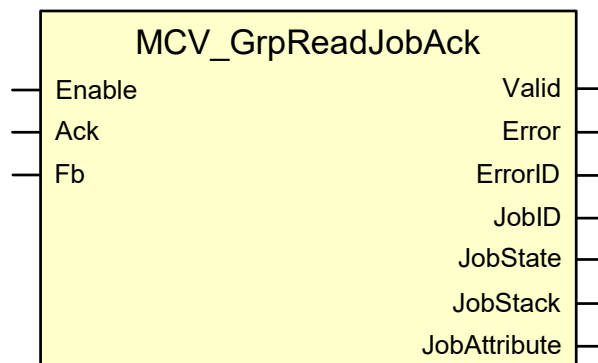 MCV_GrpReadJobAck
Enable Valid
Ack Error
Fb ErrorID
JobID
JobState
JobStack
JobAttribute